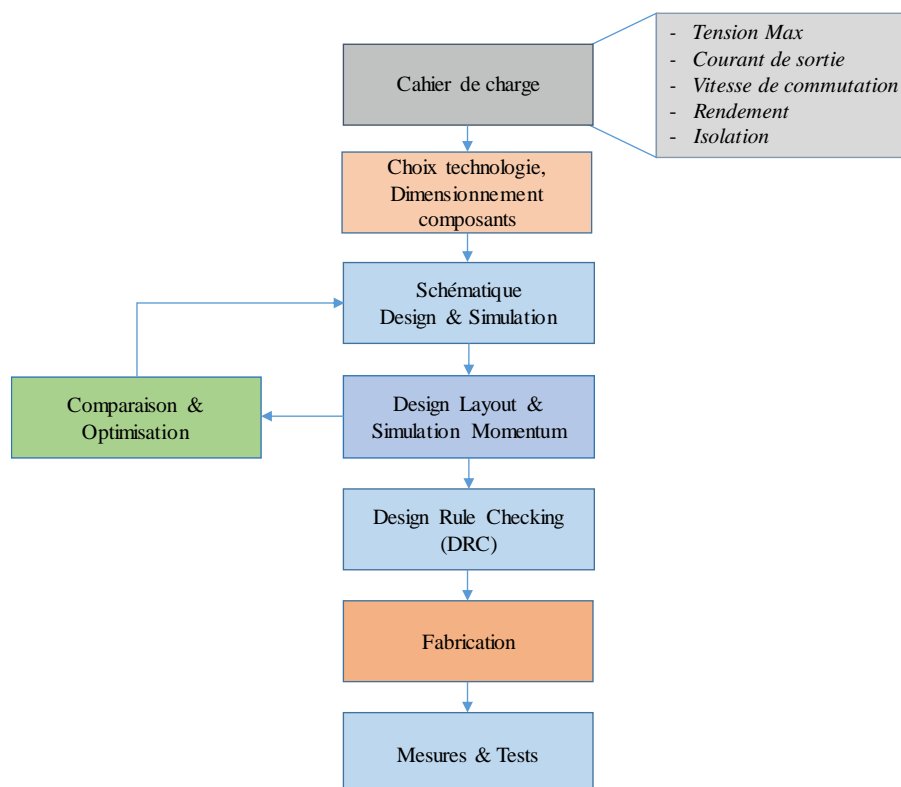 Cahier de charge
- Tension Max
- Courant de sortie
- Vitesse de commutation
- Rendement
- Isolation
Choix technologie,
Dimensionnement
composants
Schématique
Design & Simulation
Comparaison &
Optimisation
Design Layout &
Simulation Momentum
Design Rule Checking
(DRC)
Fabrication
Mesures & Tests